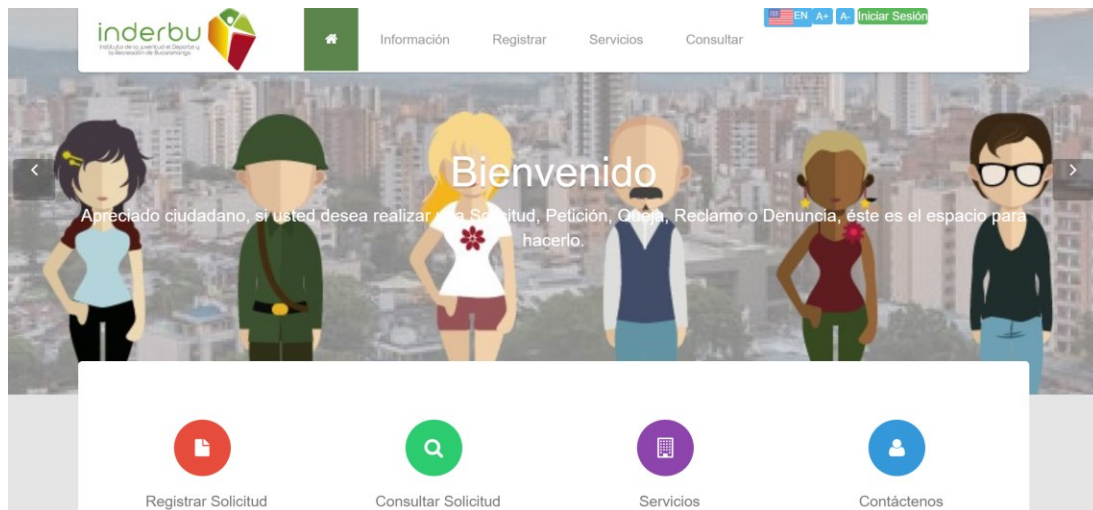 inderbu
Instituto de la Juventud el Deporte y
la Recreación de Bucaramanga
Información
Registrar
Servicios
Consultar
EN
A+
A-
Iniciar Sesión
Bienvenido
Apreciado ciudadano, si usted desea realizar una Solicitud, Petición, Queja, Reclamo o Denuncia, éste es el espacio para
hacerlo.
Registrar Solicitud
Consultar Solicitud
Servicios
Contáctenos